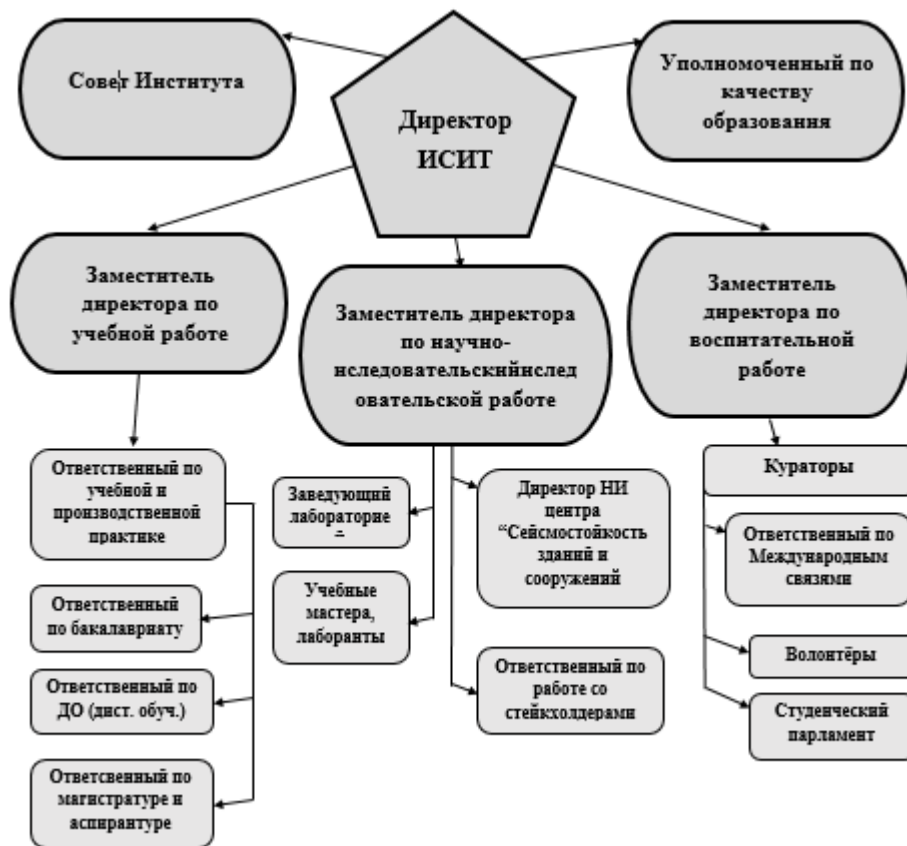 Совет Института
Директор
ИСИТ
Уполномоченный по
качеству
образования
Заместитель
директора по
учебной работе
Заместитель директора
по научно-
иследовательскийислед
овательской работе
Заместитель
директора по
воспитательной
работе
Ответственный по
учебной и
производственной
практике
Ответственный
по бакалавриату
Ответственный по
ДО (дист. обуч.)
Ответсвенный по
магистратуре и
аспирантуре
Заведующий
лабораторие
Учебные
мастера,
лаборанты
Директор НИ
центра
“Сейсмостойкость
зданий и
сооружений
Ответственный по
работе со
стейкхолдерами
Кураторы
Ответственный по
Международным
связями
Волонтёры
Студенческий
парламент